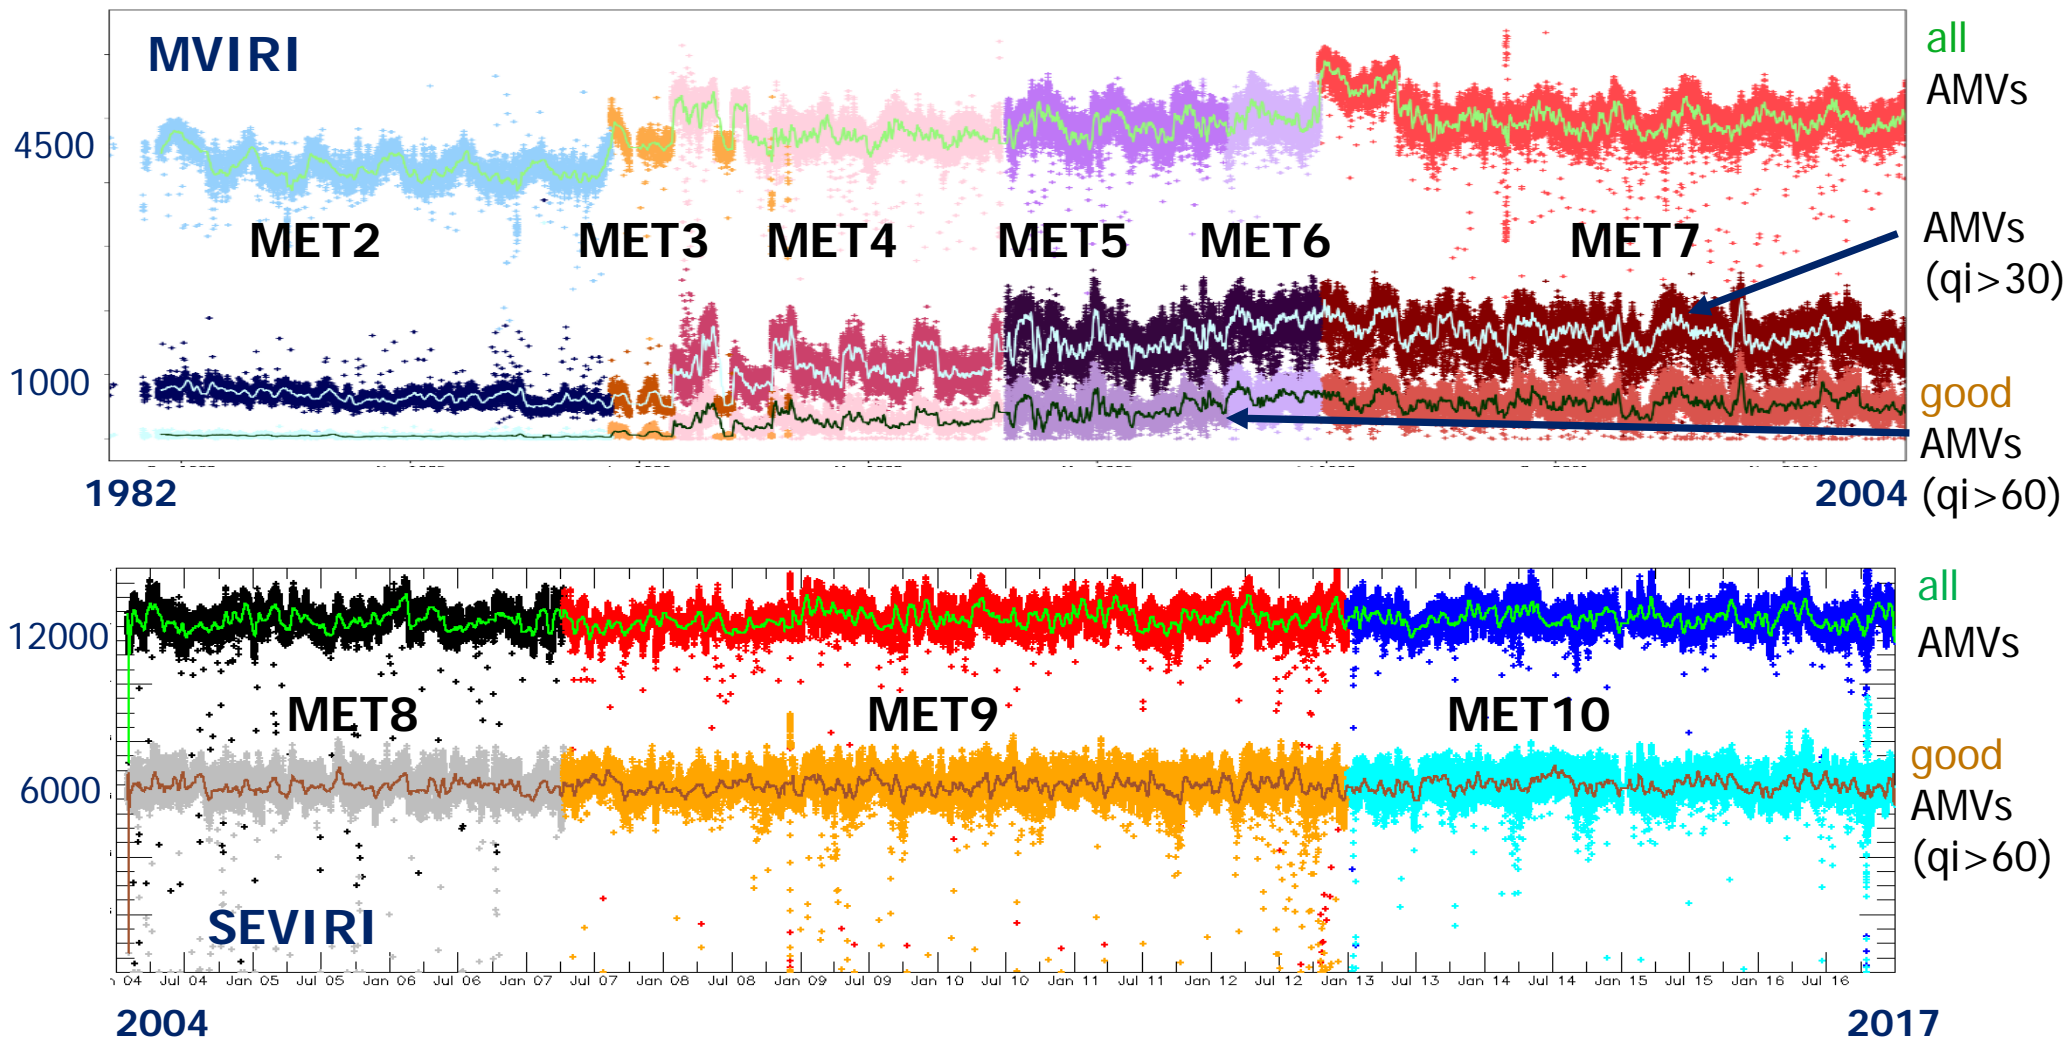 MVIRI
all
AMVs
4500
MET2
MET3
MET4
MET5
MET6
MET7
AMVs
(qi>30)
1000
good
AMVs
(qi>60)
1982
2004
all
AMVs
12000
MET8
MET9
MET10
6000
good
AMVs
(qi>60)
SEVIRI
04 Jul 04 Jan 05 Jul 05 Jan 06 Jul 06 Jan 07 Jul 07 Jan 08 Jul 08 Jan 09 Jul 09 Jan 10 Jul 10 Jan 11 Jul 11 Jan 12 Jul 12 Jan 13 Jul 13 Jan 14 Jul 14 Jan 15 Jul 15 Jan 16 Jul 16
2004
2017